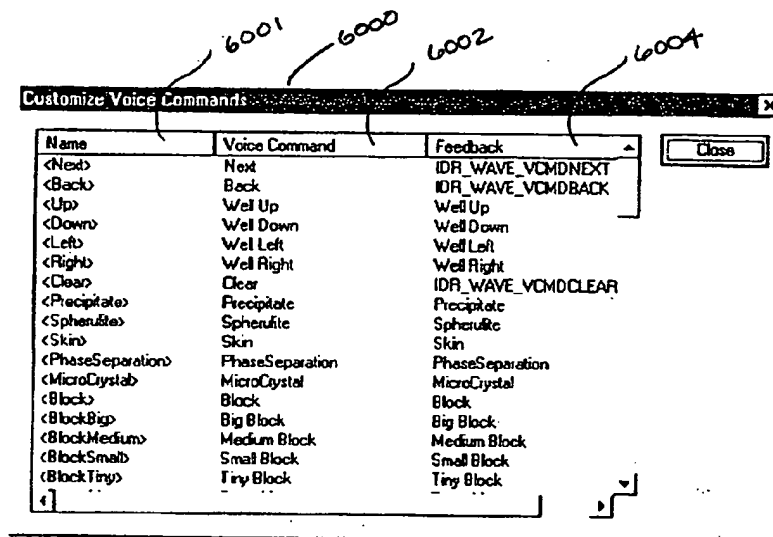 6001 6000 6002 6004
Customize Voice Commands
Name Voice Command Feedback Close
<Next> Next IDR_WAVE_VCMDNEXT
<Back> Back IDR_WAVE_VCMDBACK
<Up> Well Up Well Up
<Down> Well Down Well Down
<Left> Well Left Well Left
<Right> Well Right Well Right
<Clear> Clear IDR_WAVE_VCMDCLEAR
<Precipitate> Precipitate Precipitate
<Spherulite> Spherulite Spherulite
<Skin> Skin Skin
<PhaseSeparation> PhaseSeparation PhaseSeparation
<MicroCrystal> MicroCrystal MicroCrystal
<Block> Block Block
<BlockBig> Big Block Big Block
<BlockMedium> Medium Block Medium Block
<BlockSmall> Small Block Small Block
<BlockTiny> Tiny Block Tiny Block